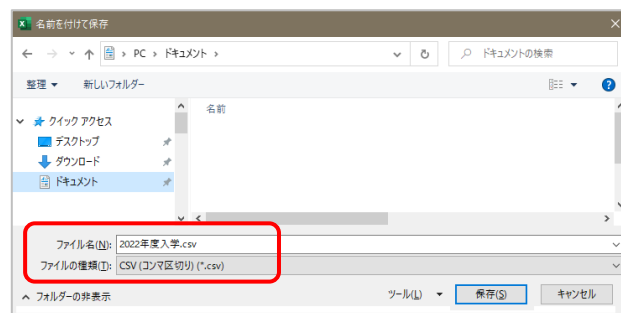 名前を付けて保存
PC › ドキュメント ›
ドキュメントの検索
整理 新しいフォルダー
名前
クイック アクセス
デスクトップ
ダウンロード
ドキュメント
ファイル名(N): 2022年度入学.csv
ファイルの種類(T): CSV (コンマ区切り) (*.csv)
フォルダーの非表示
ツール(L) 保存(S) キャンセル